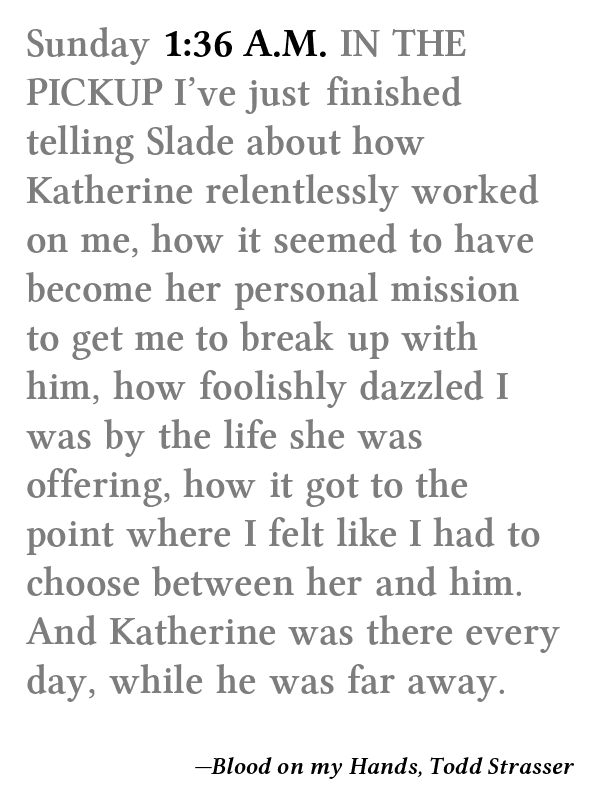 Sunday 1:36 A.M. IN THE
PICKUP I’ve just finished
telling Slade about how
Katherine relentlessly worked
on me, how it seemed to have
become her personal mission
to get me to break up with
him, how foolishly dazzled I
was by the life she was
offering, how it got to the
point where I felt like I had to
choose between her and him.
And Katherine was there every
day, while he was far away.
—Blood on my Hands, Todd Strasser